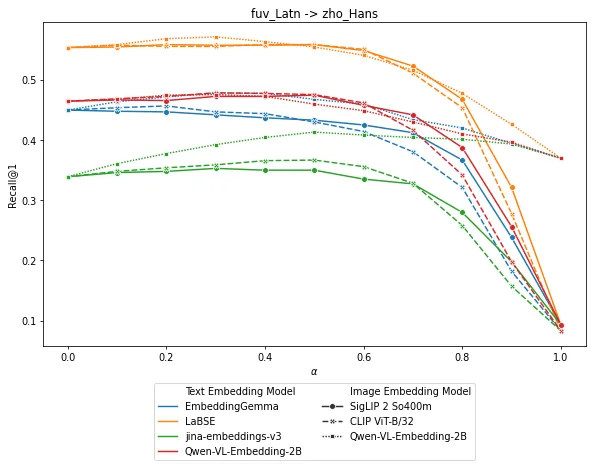 fuv_Latn -> zho_Hans
Recall@1
0.5
0.4
0.3
0.2
0.1
0.0 0.2 0.4 0.6 0.8 1.0
α
Text Embedding Model Image Embedding Model
EmbeddingGemma SigLIP 2 So400m
LaBSE CLIP ViT-B/32
jina-embeddings-v3 Qwen-VL-Embedding-2B
Qwen-VL-Embedding-2B